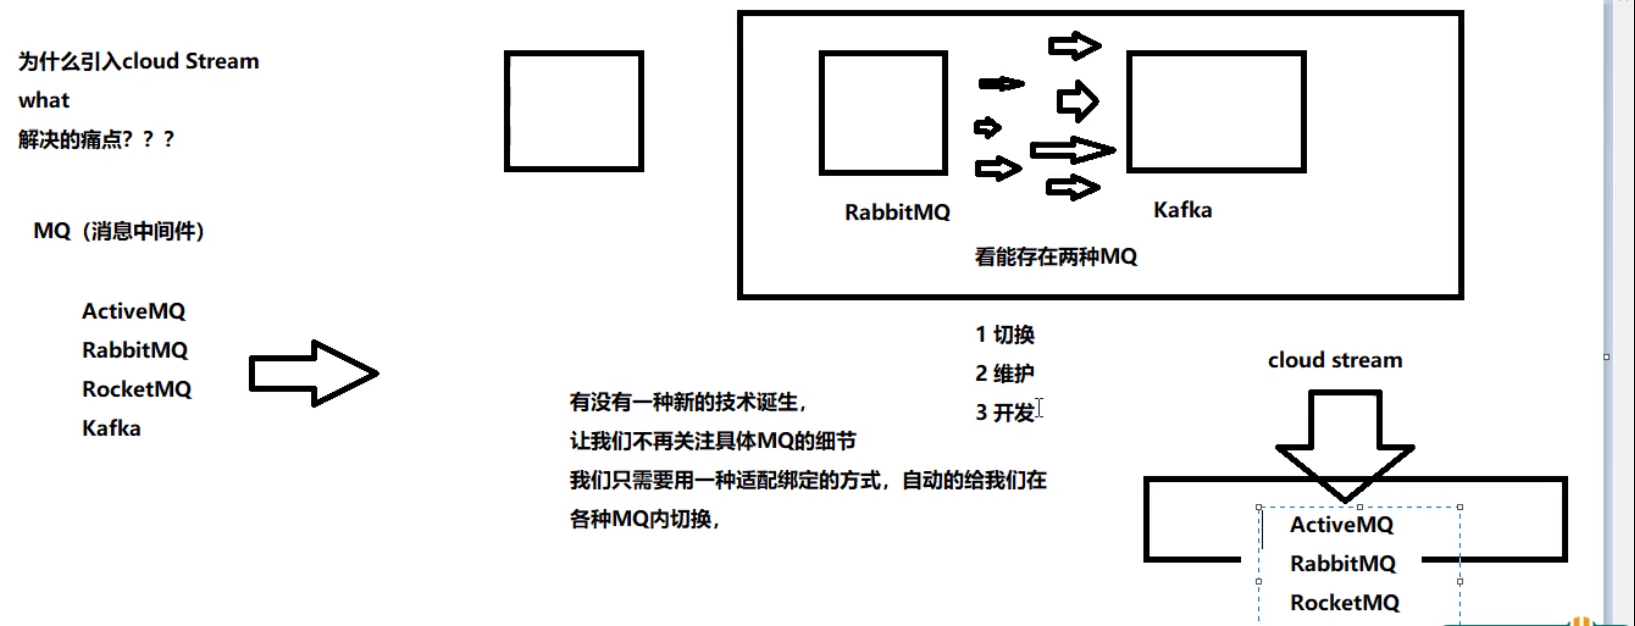 为什么引入cloud Stream
what
解决的痛点？？？
MQ（消息中间件）
ActiveMQ
RabbitMQ
RocketMQ
Kafka
RabbitMQ
Kafka
看能存在两种MQ
1 切换
2 维护
3 开发
有没有一种新的技术诞生，
让我们不再关注具体MQ的细节
我们只需要用一种适配绑定的方式，自动的给我们在
各种MQ内切换，
cloud stream
ActiveMQ
RabbitMQ
RocketMQ